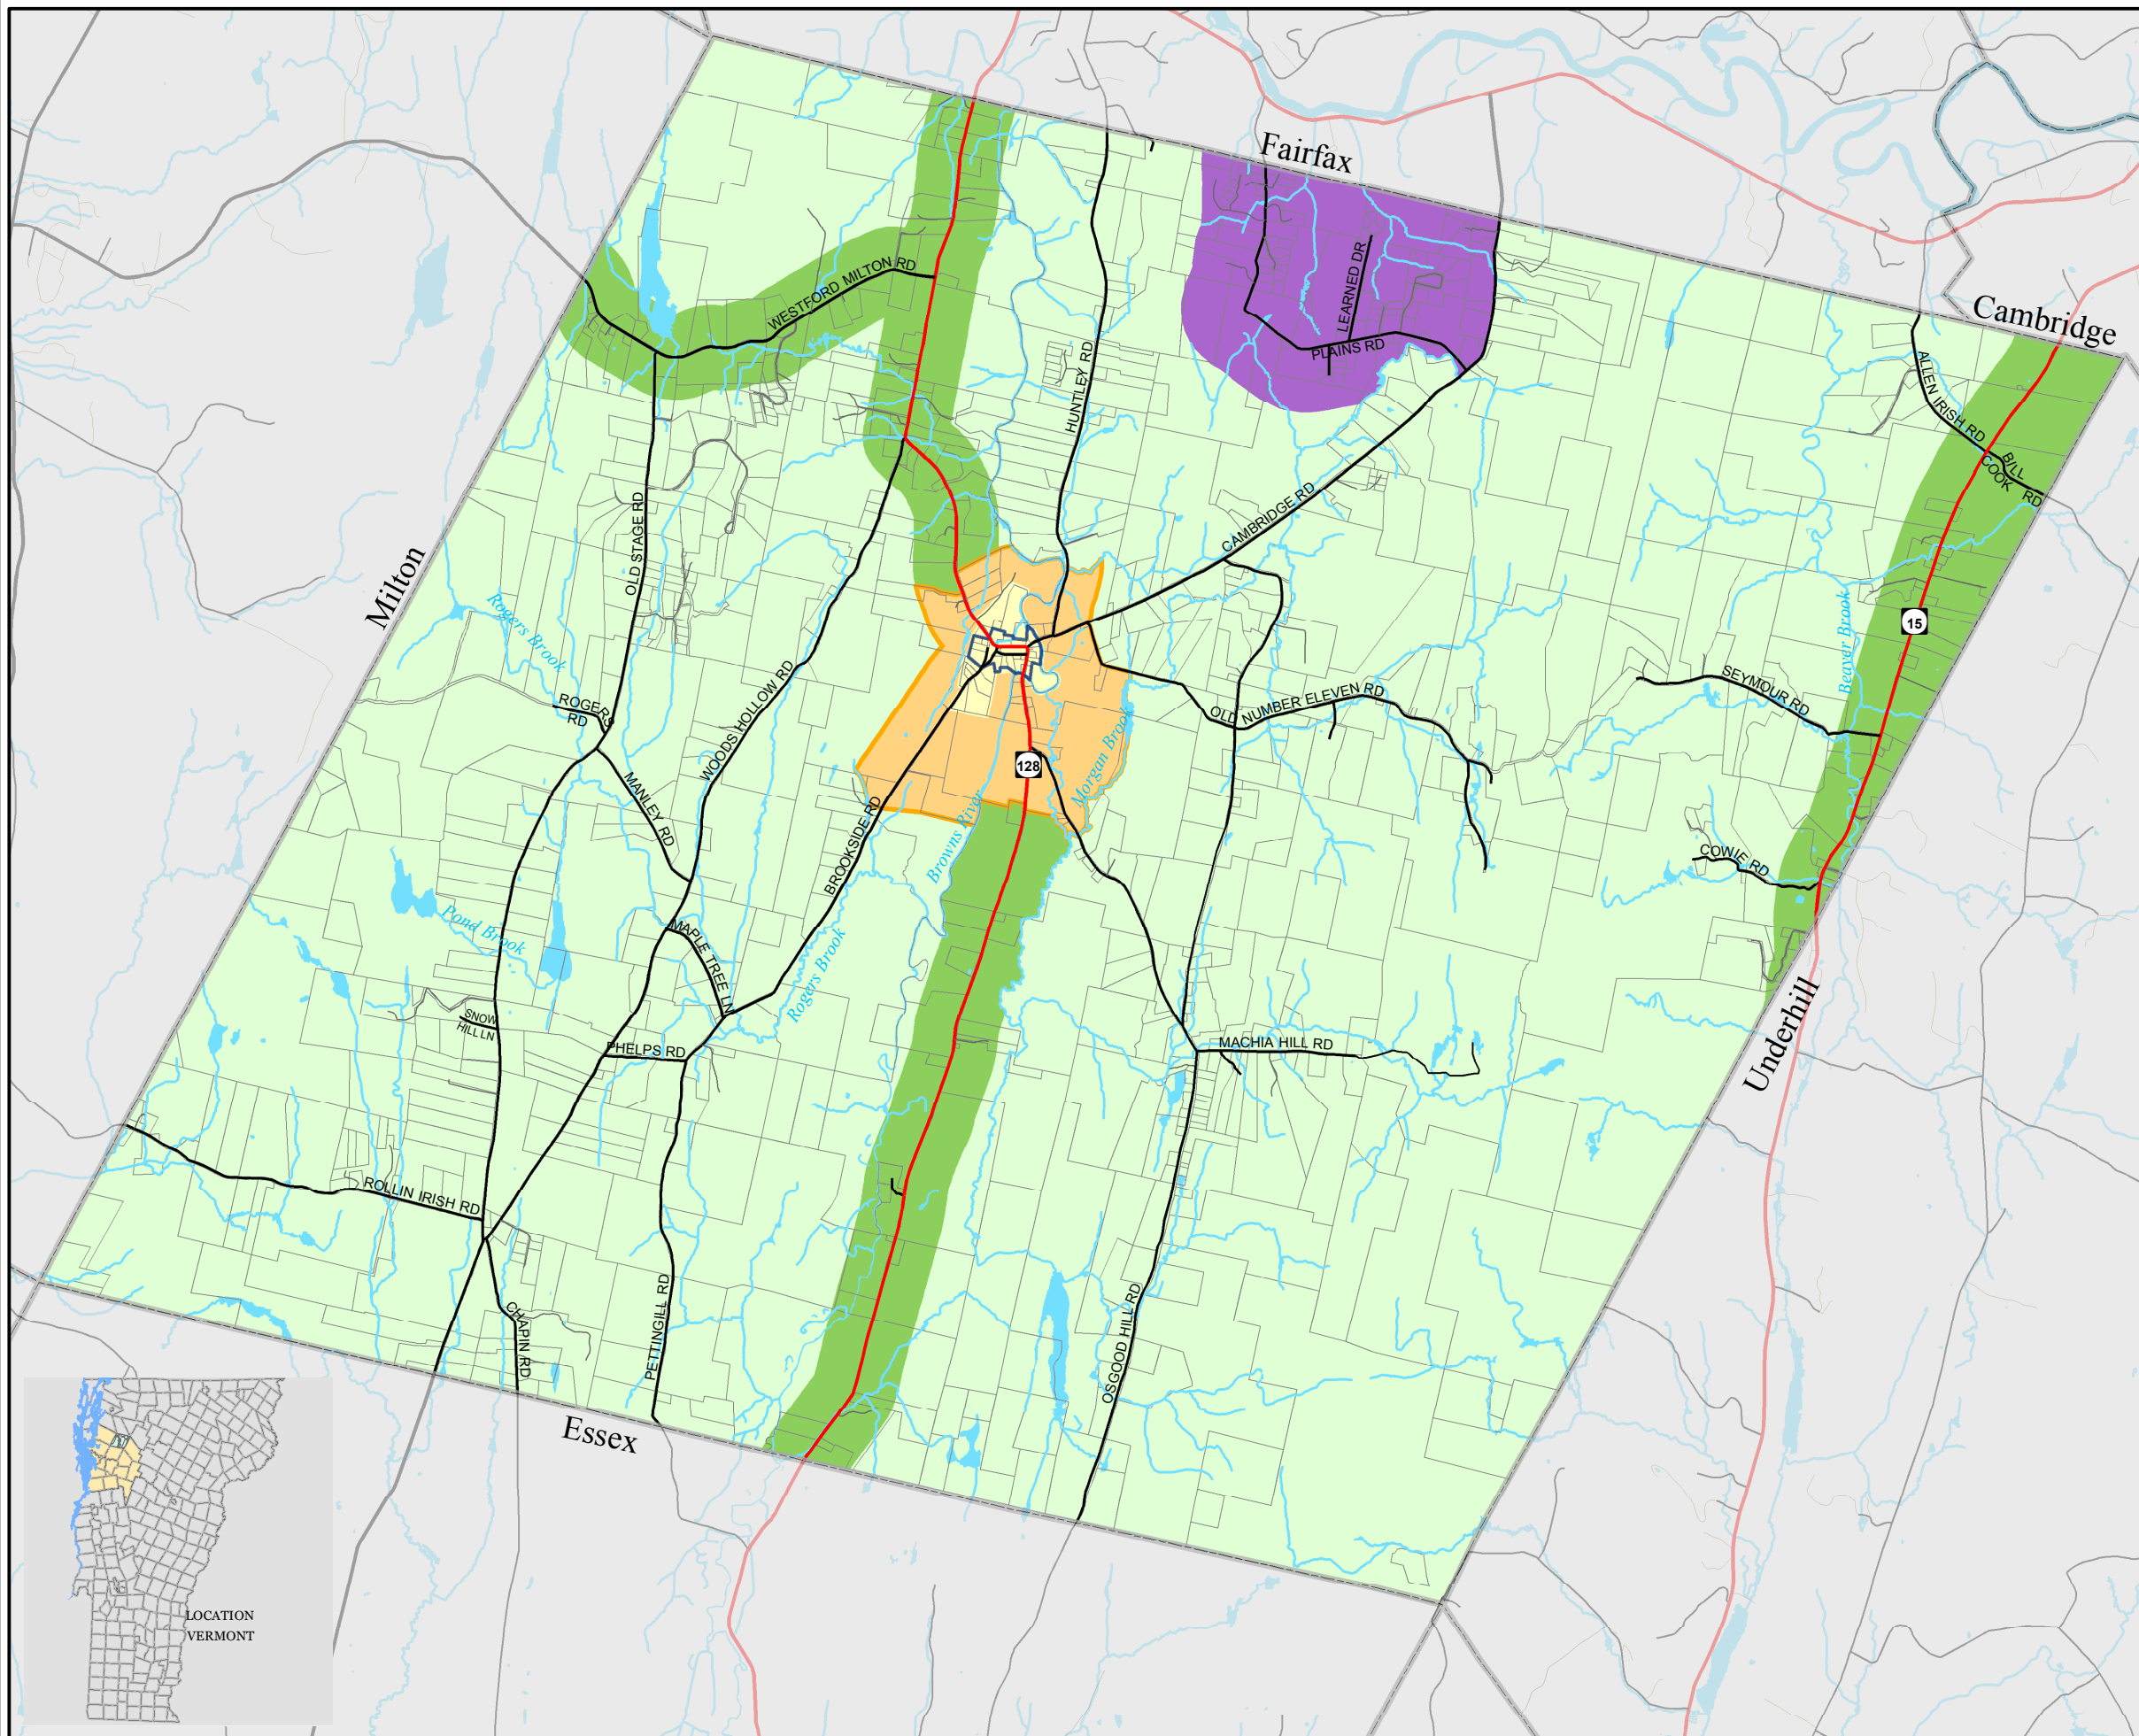 Fairfax
Cambridge
WESTFORD MILTON RD
LEARNED DR
PLAINS RD
HUNTLEY RD
ALLEN IRISH RD
BILL
COOK
RD
OLD STAGE RD
CAMBRIDGE RD
Milton
Rogers Brook
Beaver Brook
15
ROGERS
RD
WOODS HOLLOW RD
OLD NUMBER ELEVEN RD
SEYMOUR RD
128
Morgan Brook
MANLEY RD
BROOKSIDE RD
Browns River
COWIE RD
Pond Brook
MAPLE TREE LN
Rogers Brook
SNOW
HILL LN
PHELPS RD
MACHIA HILL RD
Underhill
ROLLIN IRISH RD
CHAPIN RD
PETTINGILL RD
OSGOOD HILL RD
Essex
LOCATION
VERMONT